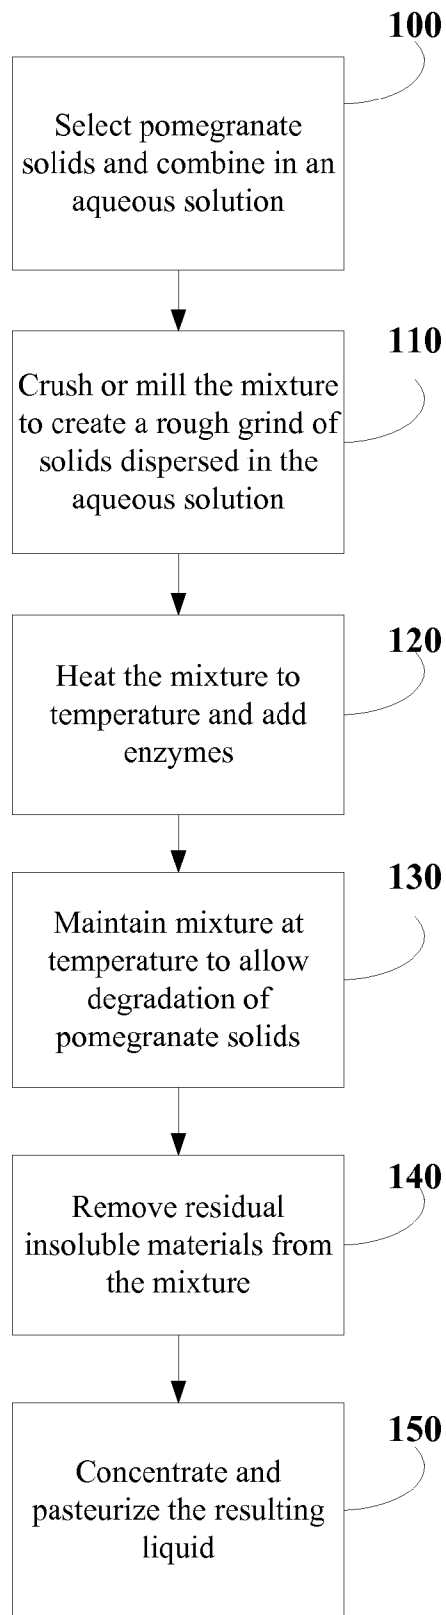 100
Select pomegranate
solids and combine in an
aqueous solution
110
Crush or mill the mixture
to create a rough grind of
solids dispersed in the
aqueous solution
120
Heat the mixture to
temperature and add
enzymes
130
Maintain mixture at
temperature to allow
degradation of
pomegranate solids
140
Remove residual
insoluble materials from
the mixture
150
Concentrate and
pasteurize the resulting
liquid